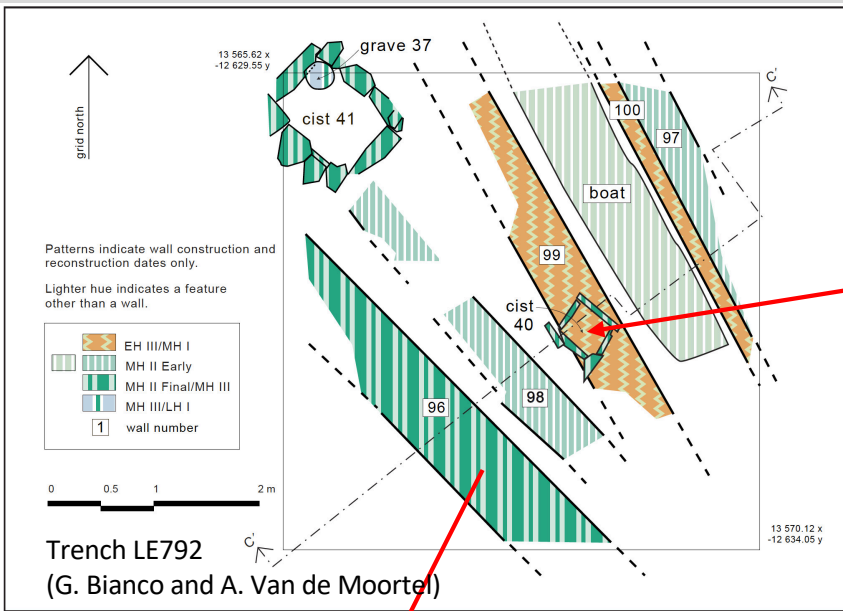 grave 37
13 565.62 x
-12 629.55 y
C'
grid north
cist 41
100
97
boat
Patterns indicate wall construction and
reconstruction dates only.
Lighter hue indicates a feature
other than a wall.
99
cist
40
EH III/MH I
MH II Early
MH II Final/MH III
MH III/LH I
1 wall number
96
98
0 0.5 1 2 m
13 570.12 x
-12 634.05 y
C'
Trench LE792
(G. Bianco and A. Van de Moortel)